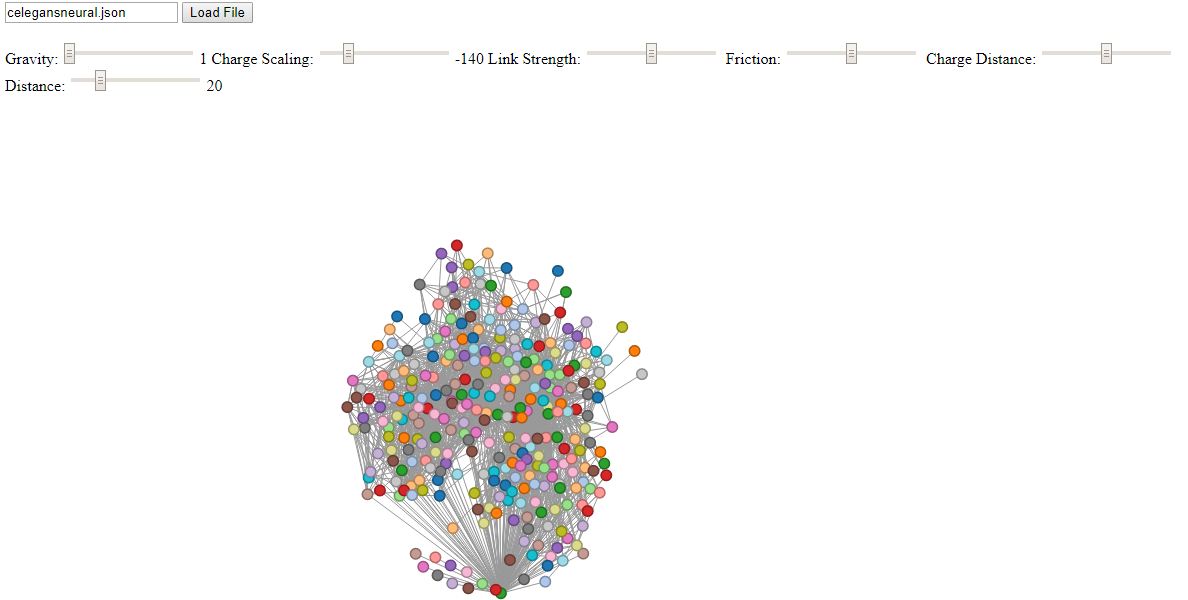 celegansneural.json Load File
Gravity: 1 Charge Scaling: -140 Link Strength: Friction: Charge Distance:
Distance: 20